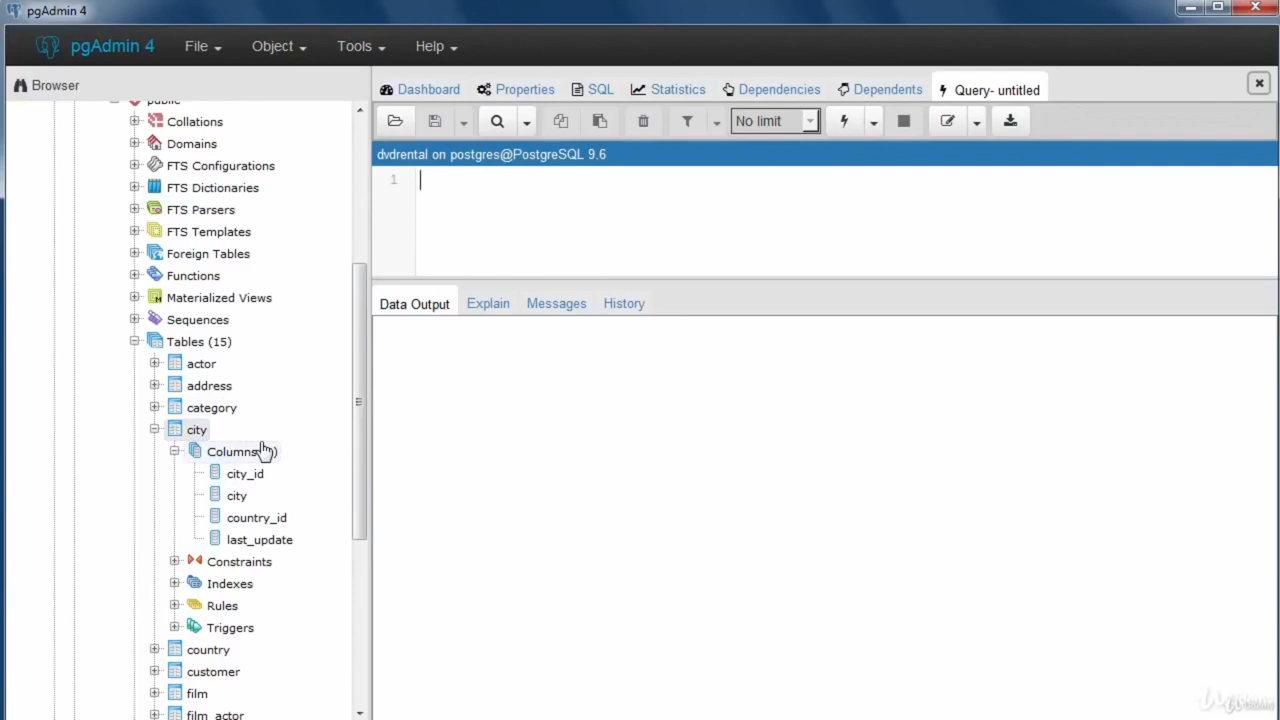 pgAdmin 4
pgAdmin 4 File Object Tools Help
Browser
Dashboard Properties SQL Statistics Dependencies Dependents Query- untitled
No limit
dvdrental on postgres@PostgreSQL 9.6
1
Data Output Explain Messages History
public
Collations
Domains
FTS Configurations
FTS Dictionaries
FTS Parsers
FTS Templates
Foreign Tables
Functions
Materialized Views
Sequences
Tables (15)
actor
address
category
city
Columns
city_id
city
country_id
last_update
Constraints
Indexes
Rules
Triggers
country
customer
film
film_actor